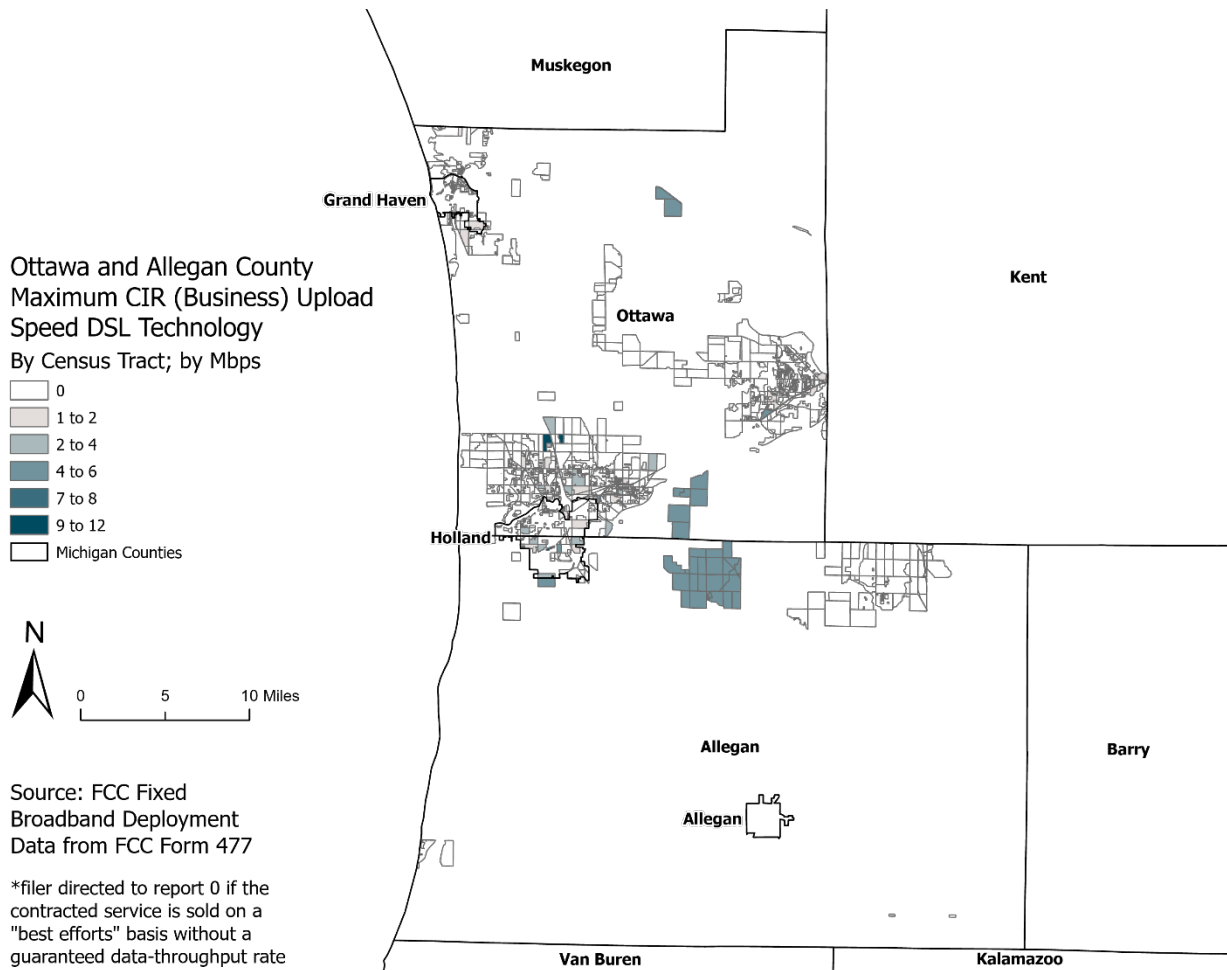 Muskegon
Grand Haven
Kent
Ottawa and Allegan County
Maximum CIR (Business) Upload
Speed DSL Technology
By Census Tract; by Mbps
0
1 to 2
2 to 4
4 to 6
7 to 8
9 to 12
Michigan Counties
Ottawa
Holland
N
0 5 10 Miles
Allegan
Barry
Allegan
Source: FCC Fixed
Broadband Deployment
Data from FCC Form 477
*filer directed to report 0 if the
contracted service is sold on a
"best efforts" basis without a
guaranteed data-throughput rate
Van Buren
Kalamazoo